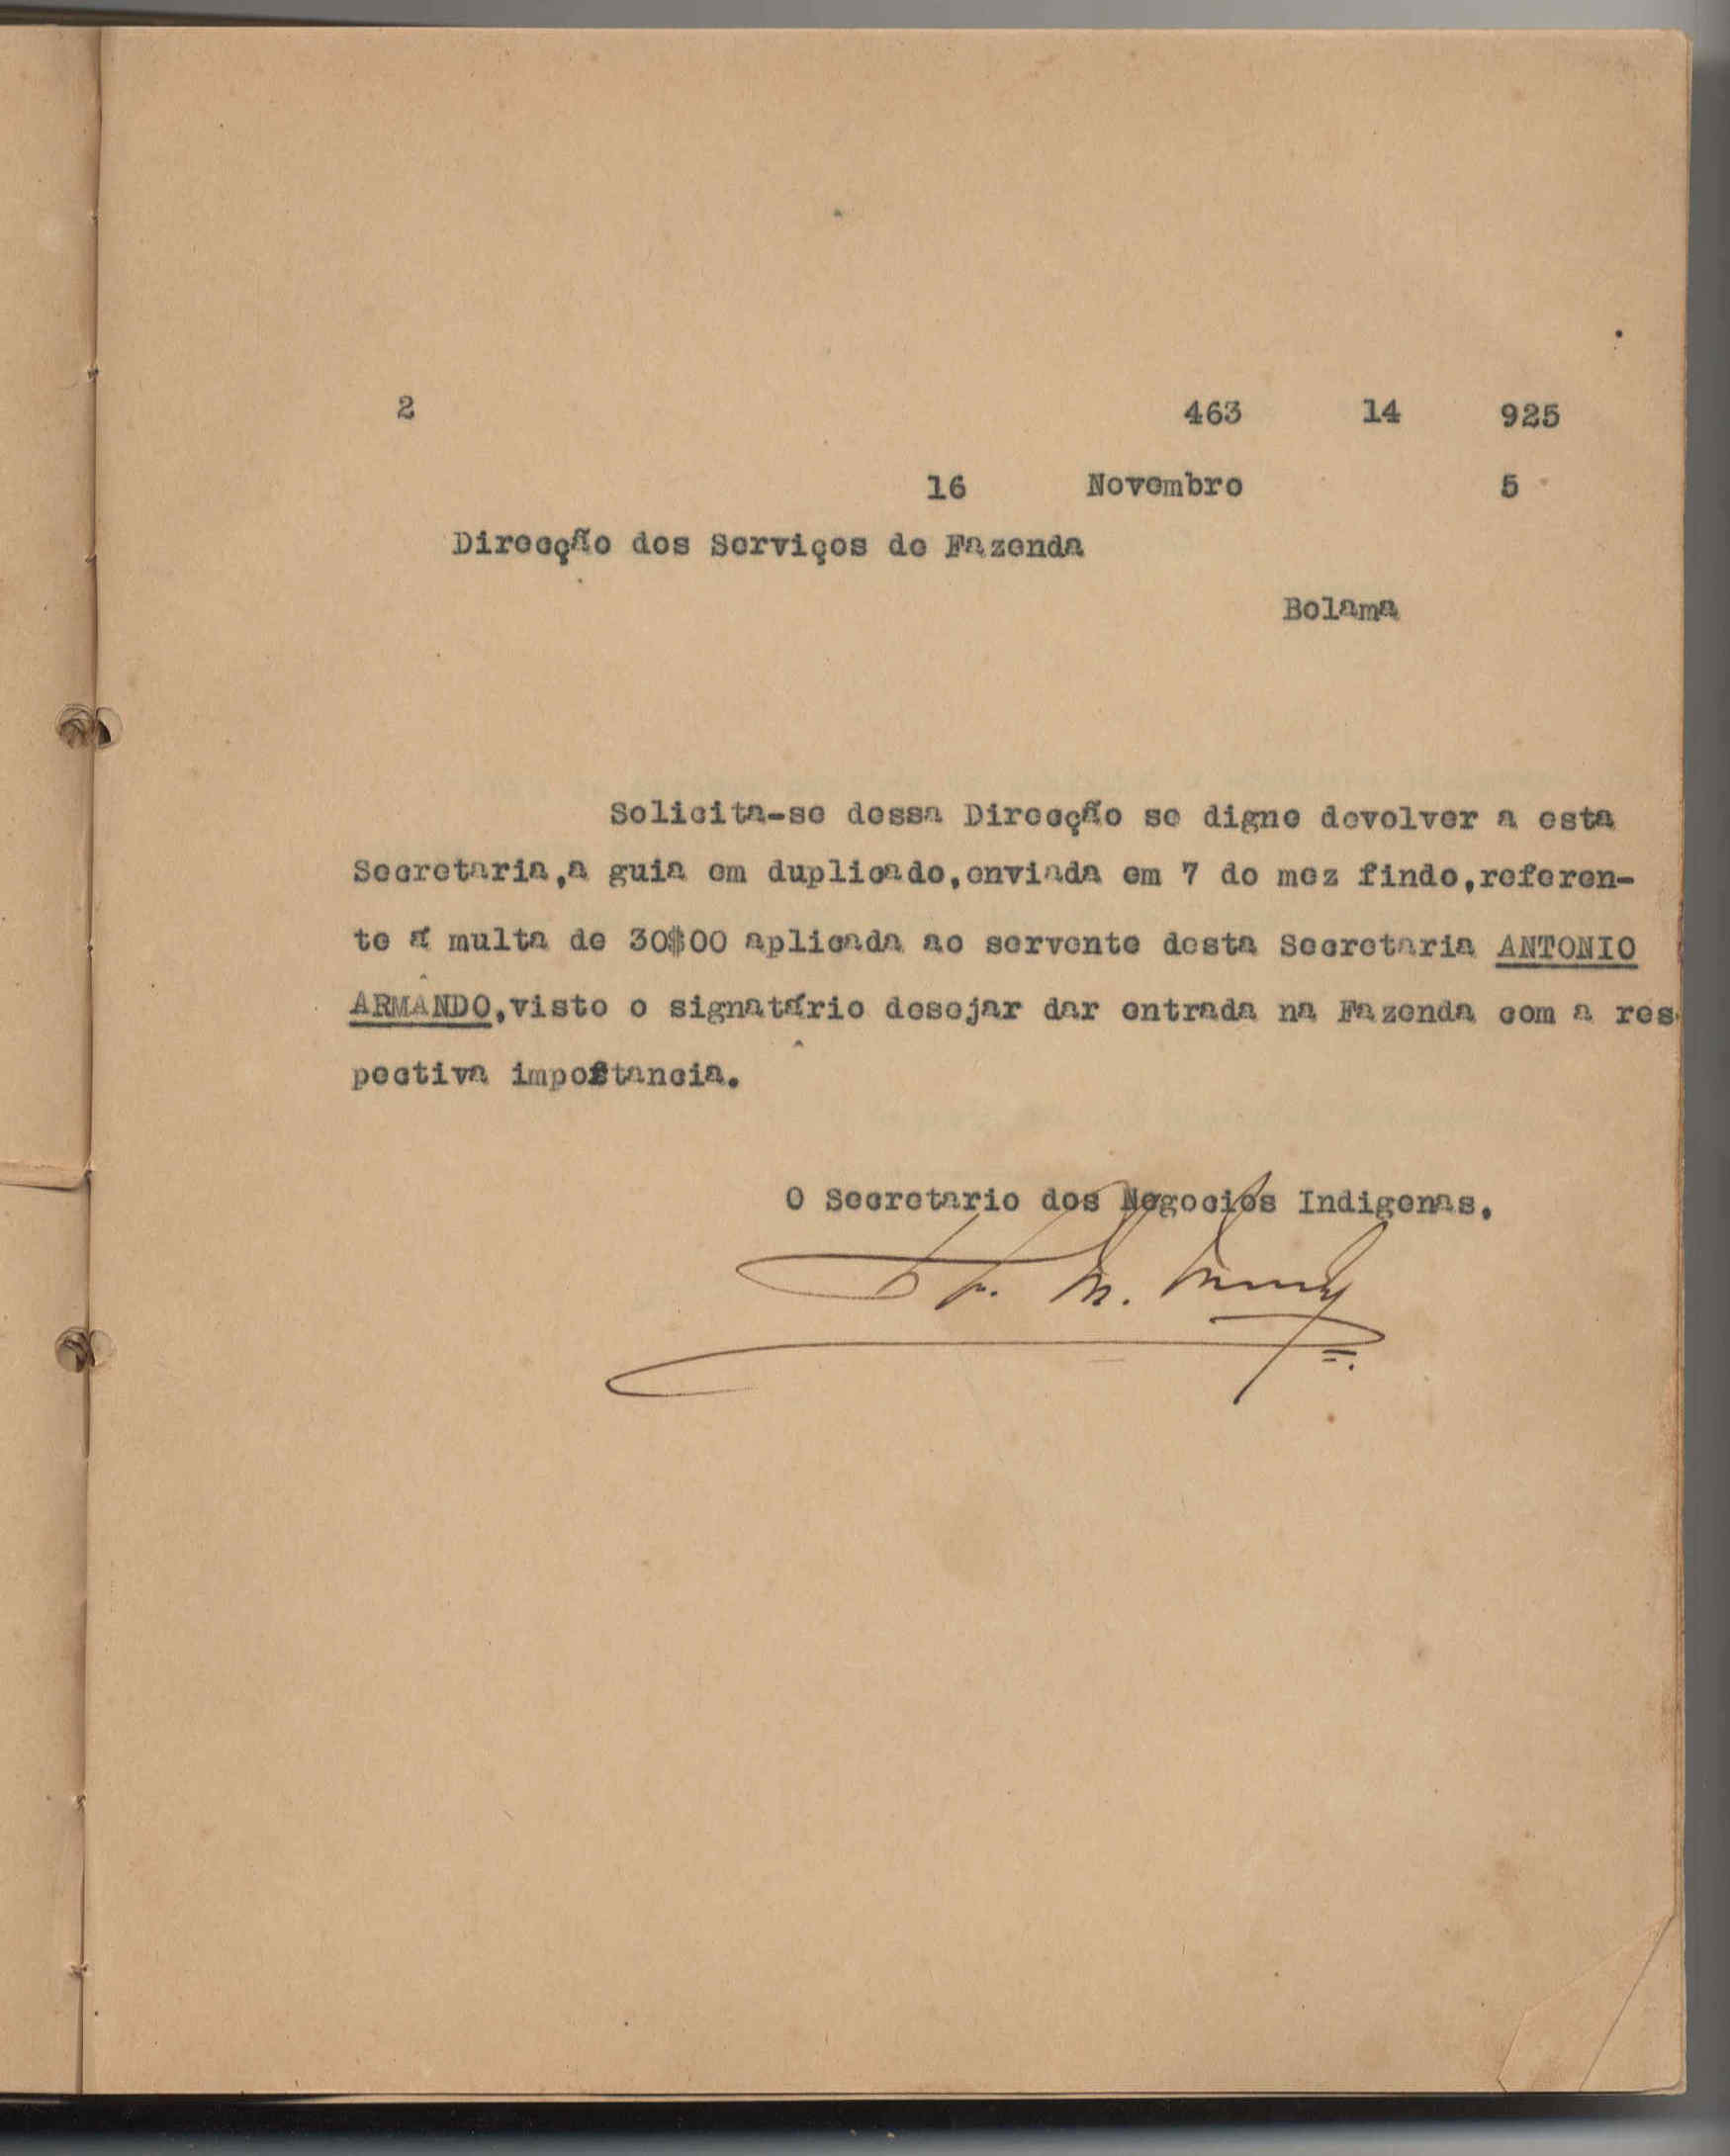 2 463 14 925
16 Novembro 5
Direcção dos Serviços de Fazenda
Bolama
Solicita-se dessa Direcção se digne devolver a esta
Secretaria,a guia em duplicado,enviada em 7 do mez findo,referen-
te á multa de 30$00 aplicada ao servente desta Secretaria ANTONIO
ARMANDO,visto o signatário desejar dar entrada na Fazenda com a res-
pectiva importância.
O Secretario dos Negocios Indigenas.